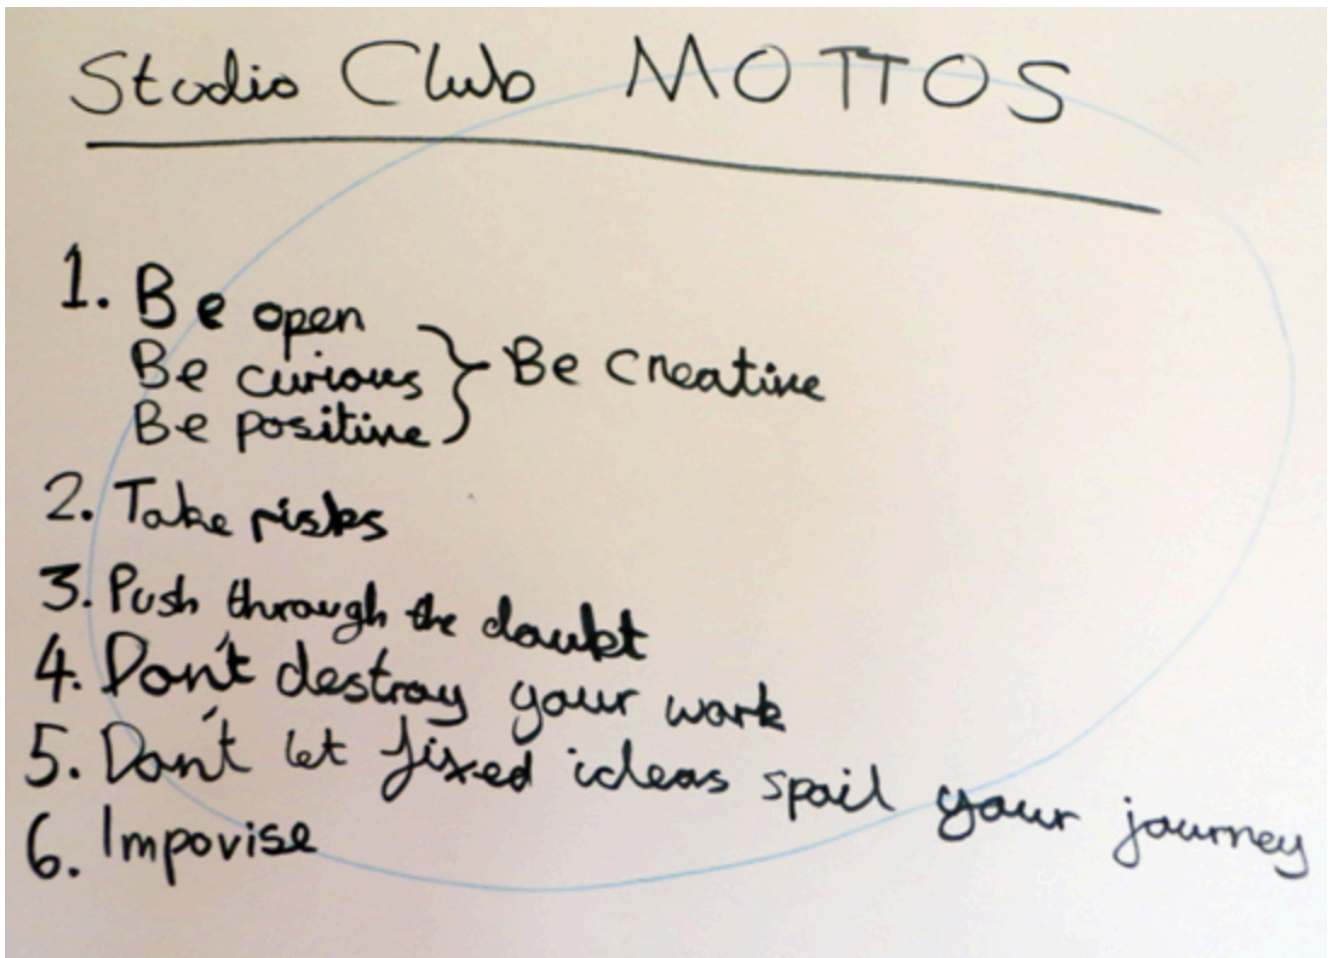 Studio Club MOTTOS
1. Be open
Be curious } Be creative
Be positive
2. Take risks
3. Push through the doubt
4. Don't destroy your work
5. Don't let fixed ideas spoil your journey
6. Impovise